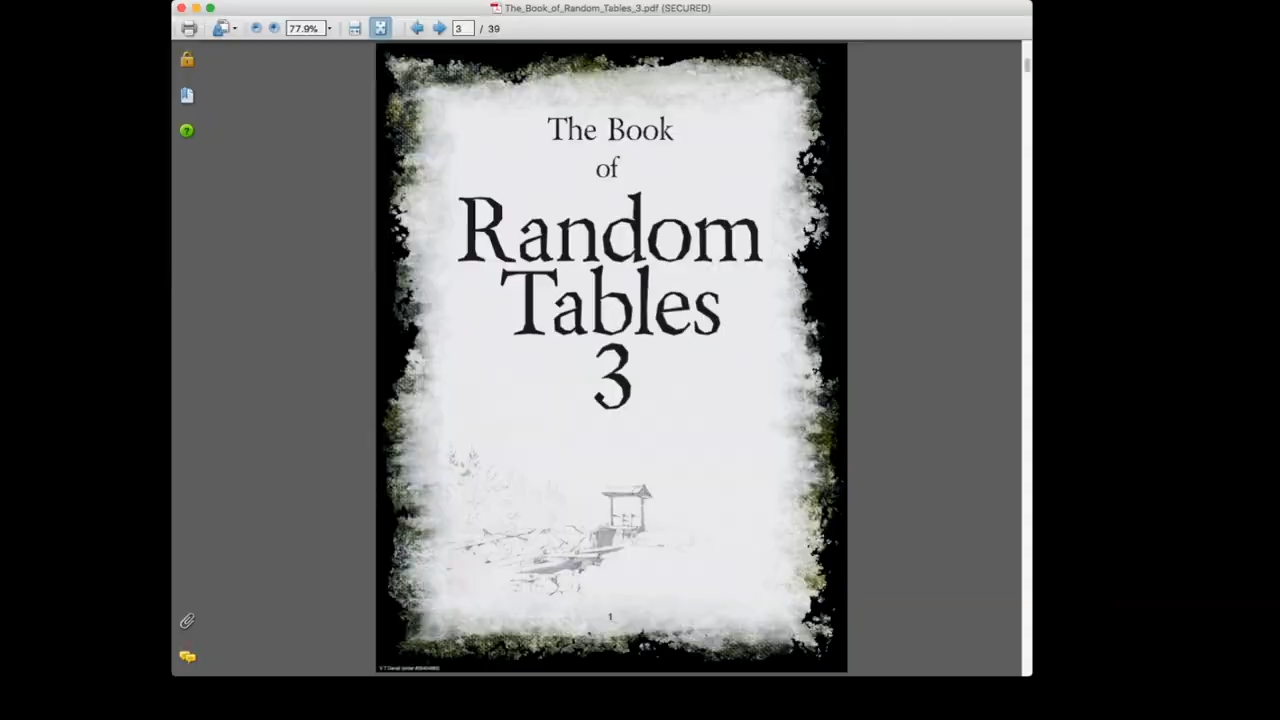 The_Book_of_Random_Tables_3.pdf (SECURED)
77.9%
3 / 39
The Book
of
Random
Tables
3
1